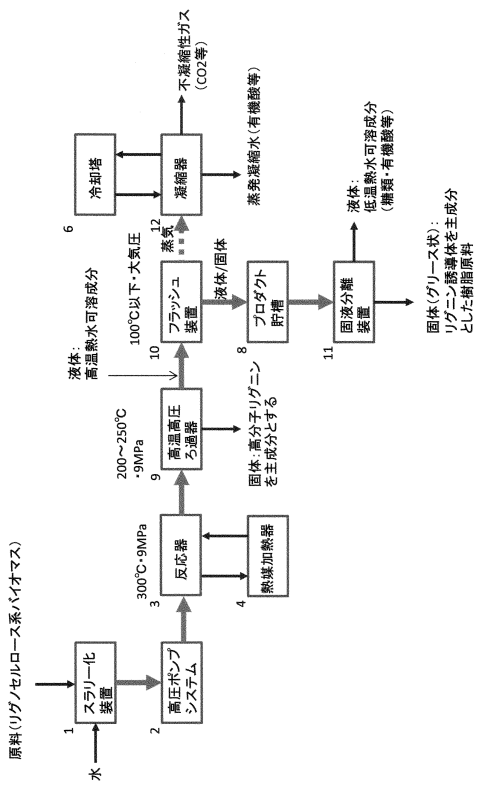 原料(リグノセルロース系バイオマス)
水
1
スラリー化
装置
2
高圧ポンプ
システム
300℃・9MPa
3
反応器
4
熱媒加熱器
200～250℃
・9MPa
9
高温高圧
ろ過器
固体:高分子リグニン
を主成分とする
液体:
高温熱水可溶成分
100℃以下・大気圧
10
フラッシュ
装置
蒸気
液体/固体
6
冷却塔
12
凝縮器
不凝縮性ガス
(CO2等)
蒸発凝縮水(有機酸等)
8
プロダクト
貯槽
11
固液分離
装置
液体:
低温熱水可溶成分
(糖類・有機酸等)
固体(グリース状):
リグニン誘導体を主成分
とした樹脂原料